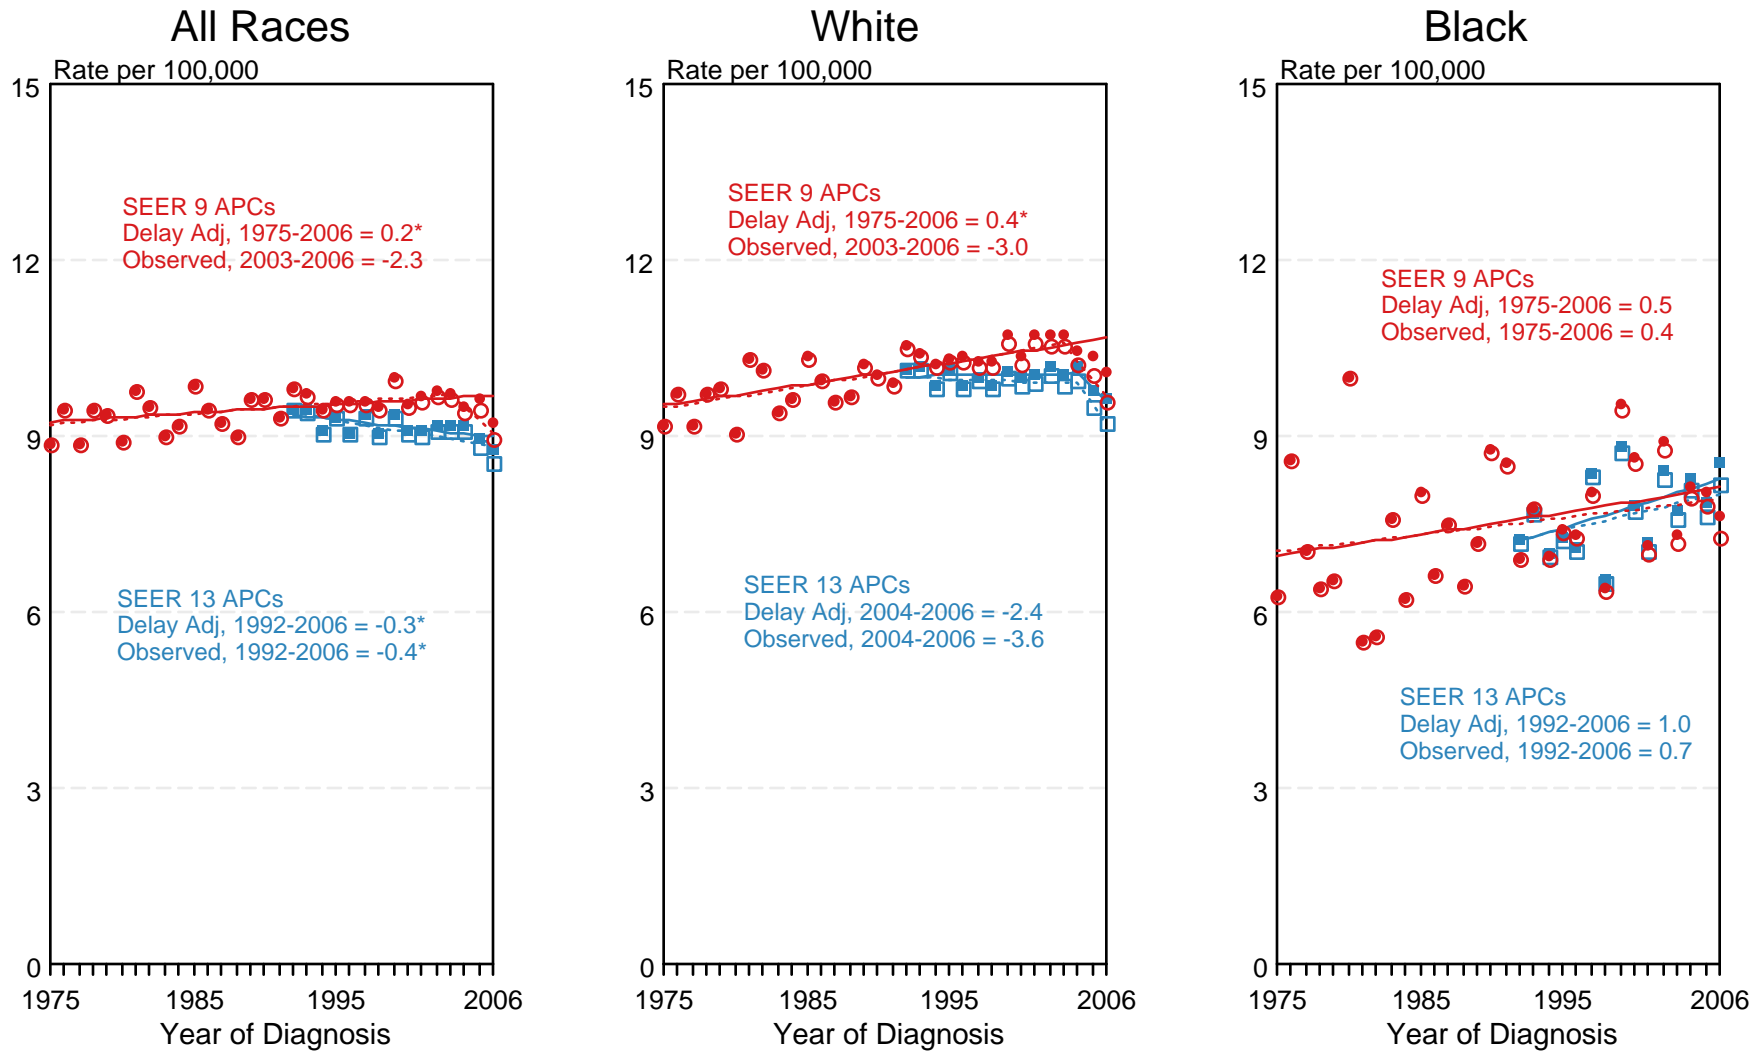 All Races
Rate per 100,000
15
12
9
6
3
0
SEER 9 APCs
Delay Adj, 1975-2006 = 0.2*
Observed, 2003-2006 = -2.3
SEER 13 APCs
Delay Adj, 1992-2006 = -0.3*
Observed, 1992-2006 = -0.4*
1975 1985 1995 2006
Year of Diagnosis
White
Rate per 100,000
15
12
9
6
3
0
SEER 9 APCs
Delay Adj, 1975-2006 = 0.4*
Observed, 2003-2006 = -3.0
SEER 13 APCs
Delay Adj, 2004-2006 = -2.4
Observed, 2004-2006 = -3.6
1975 1985 1995 2006
Year of Diagnosis
Black
Rate per 100,000
15
12
9
6
3
0
SEER 9 APCs
Delay Adj, 1975-2006 = 0.5
Observed, 1975-2006 = 0.4
SEER 13 APCs
Delay Adj, 1992-2006 = 1.0
Observed, 1992-2006 = 0.7
1975 1985 1995 2006
Year of Diagnosis